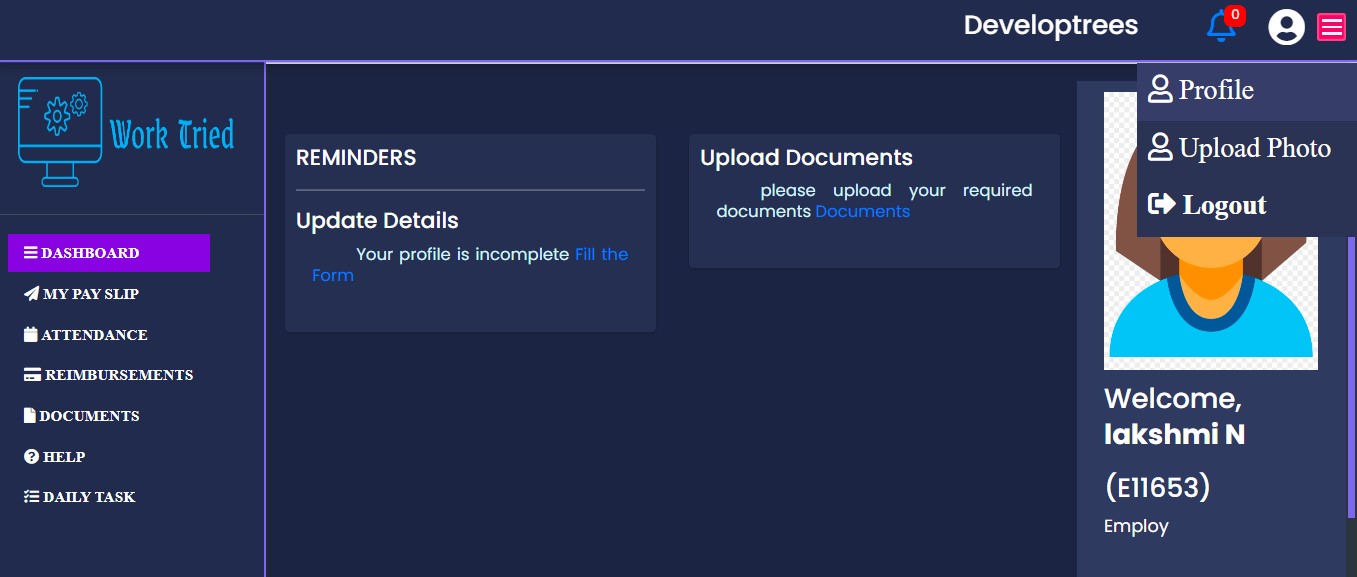 Developtrees
0
Work Tried
DASHBOARD
MY PAY SLIP
ATTENDANCE
REIMBURSEMENTS
DOCUMENTS
HELP
DAILY TASK
REMINDERS
Update Details
Your profile is incomplete Fill the
Form
Upload Documents
please upload your required
documents Documents
Profile
Upload Photo
Logout
Welcome,
lakshmi N
(E11653)
Employ